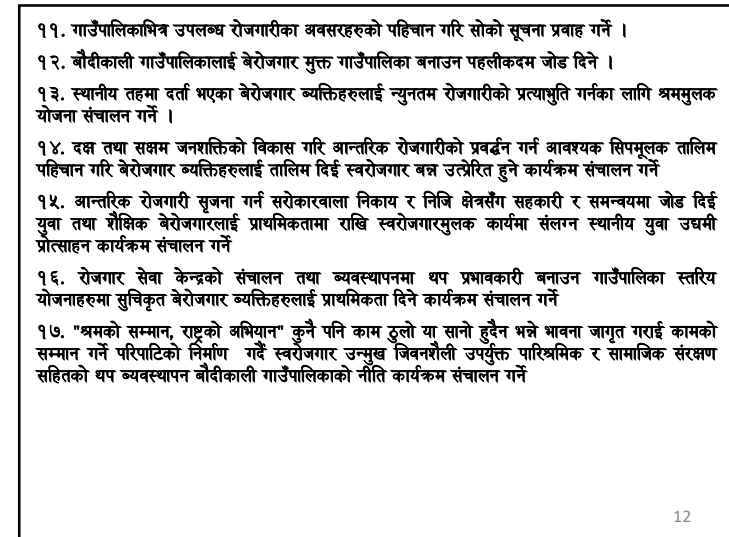 ११. गाउँपालिकाभित्र उपलब्ध रोजगारीका अवसरहरुको पहिचान गरि सोको सूचना प्रवाह गर्ने ।
१२. बौदीकाली गाउँपालिकालाई बेरोजगार मुक्त गाउँपालिका बनाउन पहलीकदम जोड दिने ।
१३. स्थानीय तहमा दर्ता भएका बेरोजगार ब्यक्तिहरुलाई न्युनतम रोजगारीको प्रत्याभुति गर्नका लागि श्रममुलक
योजना संचालन गर्ने ।
१४. दक्ष तथा सक्षम जनशक्तिको विकास गरि आन्तरिक रोजगारीको प्रवर्द्धन गर्न आवश्यक सिपमूलक तालिम
पहिचान गरि बेरोजगार ब्यक्तिहरुलाई तालिम दिई स्वरोजगार बन्न उत्प्रेरित हुने कार्यक्रम संचालन गर्ने
१५. आन्तरिक रोजगारी सृजना गर्न सरोकारवाला निकाय र निजि क्षेत्रसँग सहकारी र समन्वयमा जोड दिई
युवा तथा शैक्षिक बेरोजगारलाई प्राथमिकतामा राखि स्वरोजगारमुलक कार्यमा संलग्न स्थानीय युवा उद्यमी
प्रोत्साहन कार्यक्रम संचालन गर्ने
१६. रोजगार सेवा केन्द्रको संचालन तथा ब्यवस्थापनमा थप प्रभावकारी बनाउन गाउँपालिका स्तरिय
योजनाहरुमा सुचिकृत बेरोजगार ब्यक्तिहरुलाई प्राथमिकता दिने कार्यक्रम संचालन गर्ने
१७. "श्रमको सम्मान, राष्ट्रको अभियान" कुनै पनि काम ठुलो या सानो हुदैन भन्ने भावना जागृत गराई कामको
सम्मान गर्ने परिपाटिको निर्माण गर्दै स्वरोजगार उन्मुख जिवनशैली उपर्युक्त पारिश्रमिक र सामाजिक संरक्षण
सहितको थप ब्यवस्थापन बौदीकाली गाउँपालिकाको नीति कार्यक्रम संचालन गर्ने
12